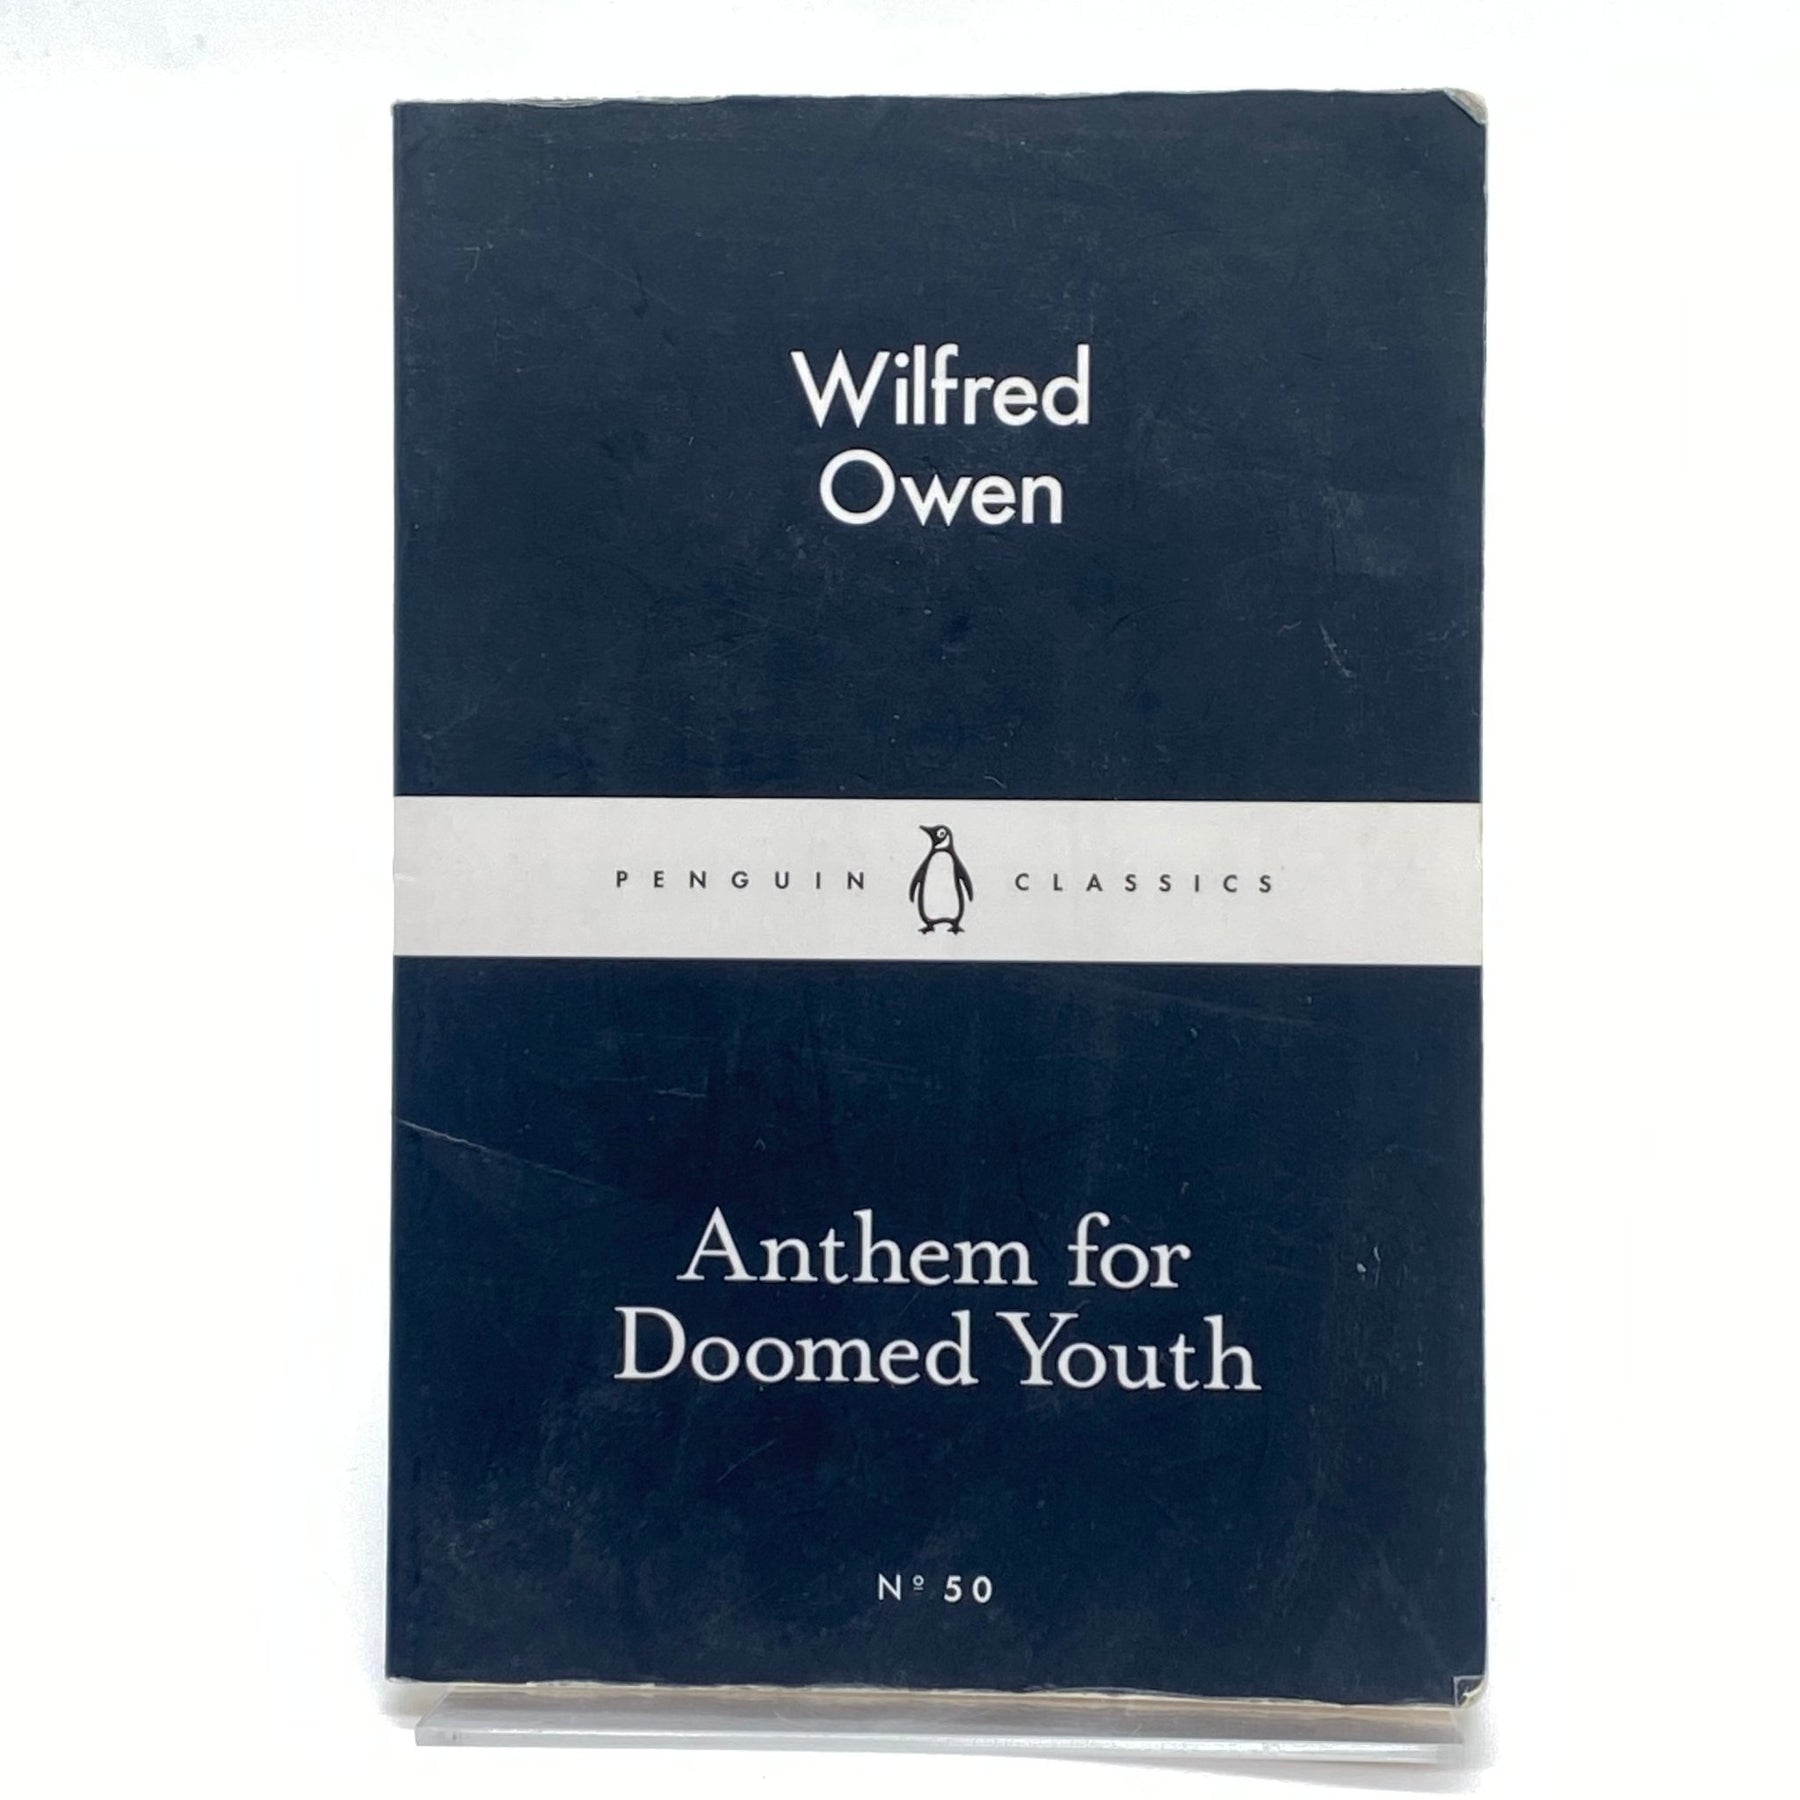 Wilfred
Owen
PENGUIN CLASSICS
Anthem for
Doomed Youth
Nº 50